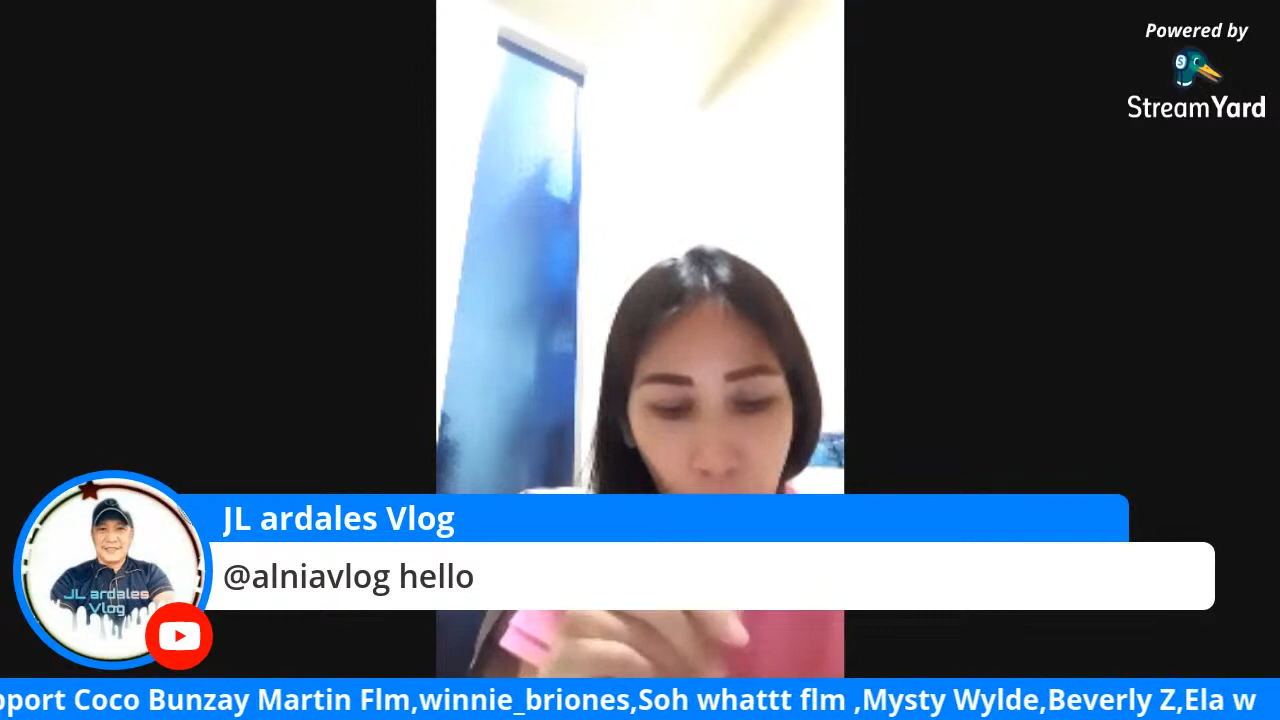 Powered by
StreamYard
JL ardales Vlog
@alniavlog hello
JL ardales
Vlog
pport Coco Bunzay Martin Flm,winnie_briones,Soh whattt flm ,Mysty Wylde,Beverly Z,Ela w